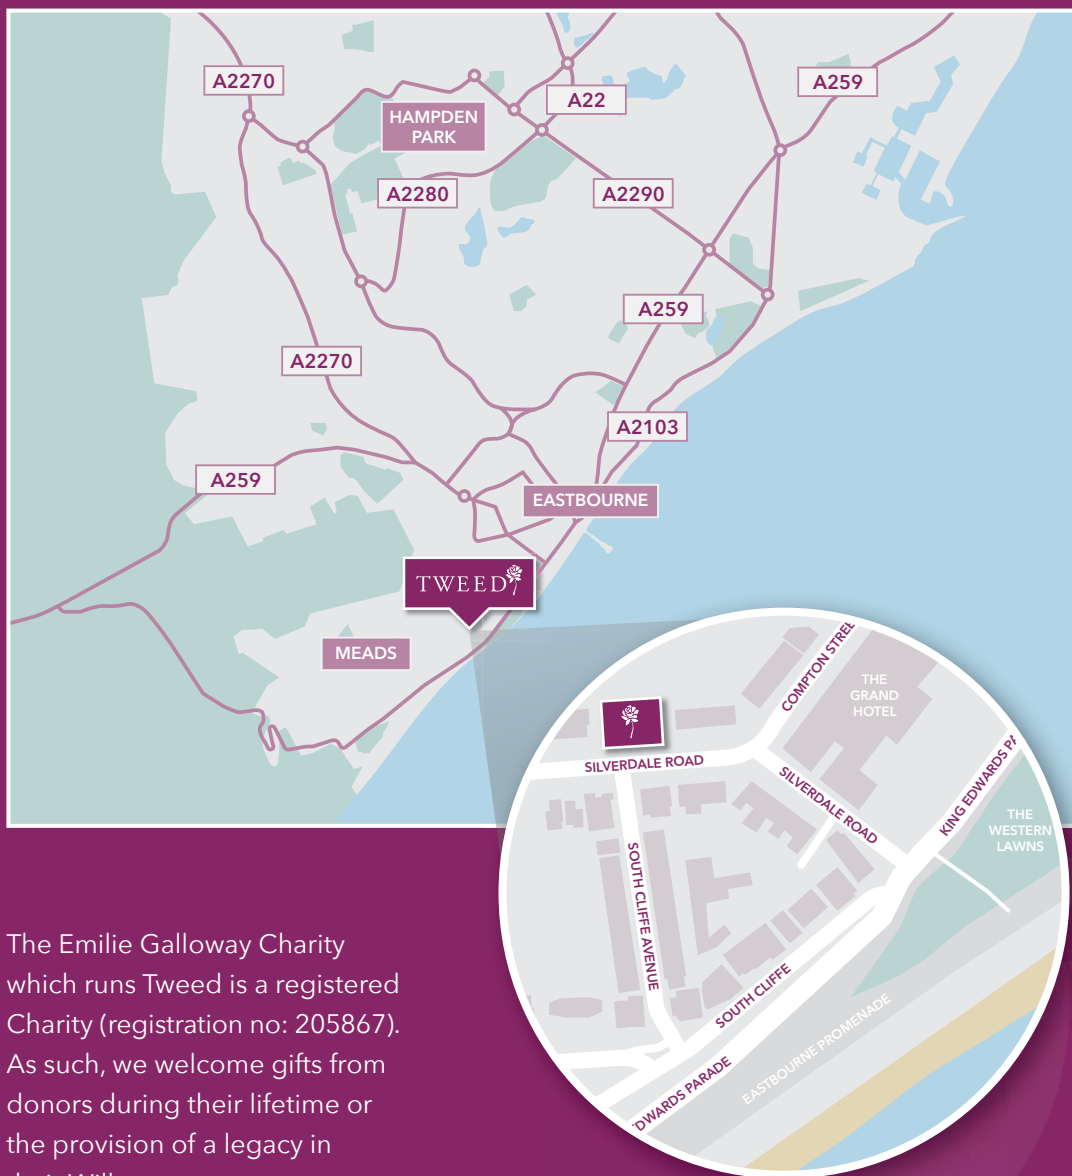 A2270
A259
A22
HAMPDEN
PARK
A2280
A2290
A259
A2270
A2103
A259
EASTBOURNE
TWEED
MEADS
COMPTON STREE
THE
GRAND
HOTEL
SILVERDALE ROAD
SILVERDALE ROAD
KING EDWARDS PA
THE
WESTERN
LAWNS
SOUTH CLIFFE AVENUE
SOUTH CLIFFE
EASTBOURNE PROMENADE
DWARDS PARADE
The Emilie Galloway Charity
which runs Tweed is a registered
Charity (registration no: 205867).
As such, we welcome gifts from
donors during their lifetime or
the provision of a legacy in